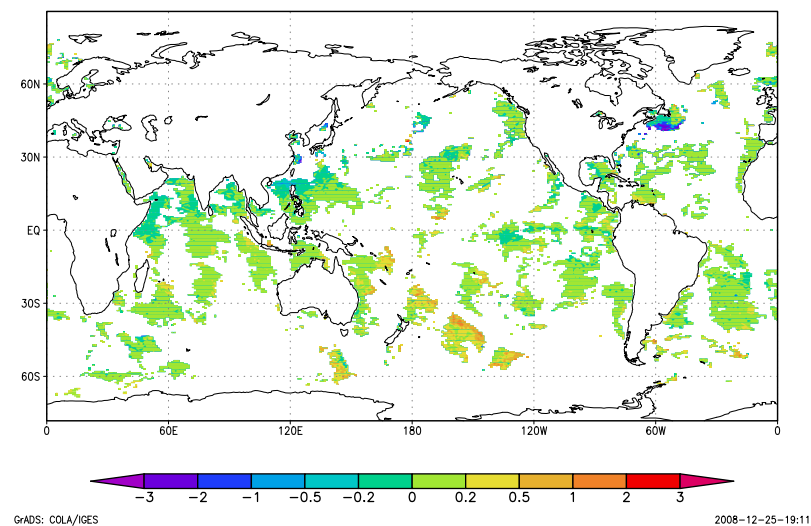 60N
30N
EQ
30S
60S
0 60E 120E 180 120W 60W 0
-3 -2 -1 -0.5 -0.2 0 0.2 0.5 1 2 3
GrADS: COLA/IGES 2008-12-25-19:11